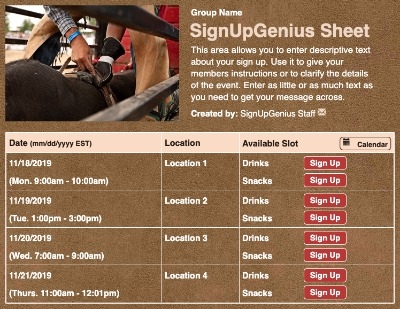 Group Name
SignUpGenius Sheet
This area allows you to enter descriptive text
about your sign up. Use it to give your
members instructions or to clarify the details
of the event. Enter as little or as much text as
you need to get your message across.
Created by: SignUpGenius Staff
Date (mm/dd/yyyy EST) Location Available Slot Calendar
11/18/2019 Location 1 Drinks Sign Up
(Mon. 9:00am - 10:00am) Snacks Sign Up
11/19/2019 Location 2 Drinks Sign Up
(Tue. 1:00pm - 3:00pm) Snacks Sign Up
11/20/2019 Location 3 Drinks Sign Up
(Wed. 7:00am - 9:00am) Snacks Sign Up
11/21/2019 Location 4 Drinks Sign Up
(Thurs. 11:00am - 12:01pm) Snacks Sign Up